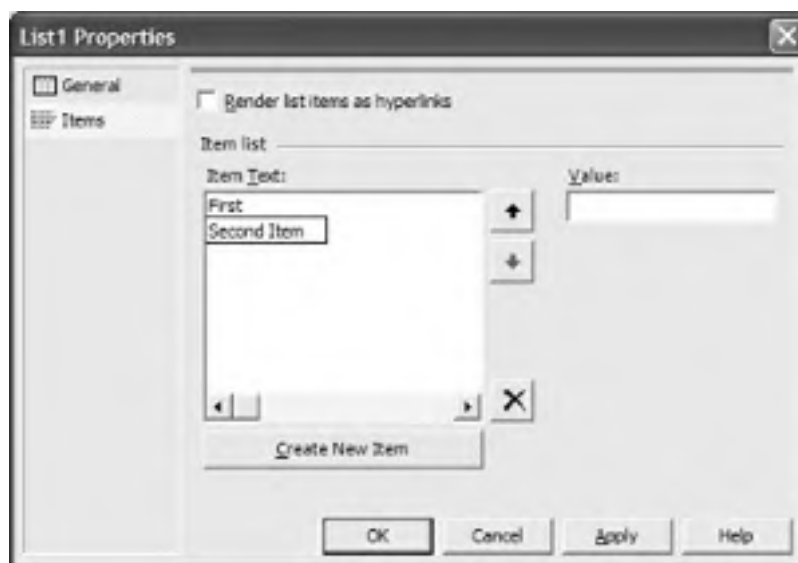 List1 Properties
General
Items
Render list items as hyperlinks
Item list
Item Text:
Value:
First
Second Item
Create New Item
OK
Cancel
Apply
Help